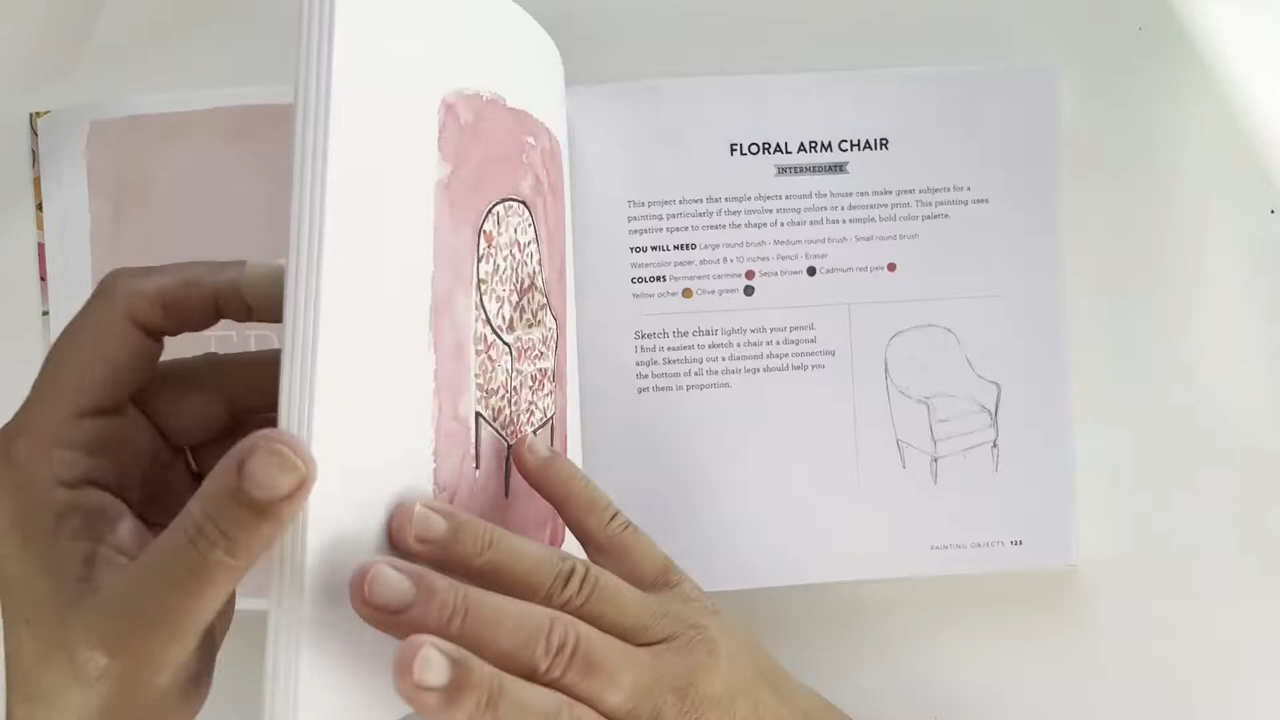 FLORAL ARM CHAIR
INTERMEDIATE
This project shows that simple objects around the house can make great subjects for a
painting, particularly if they involve strong colors or a decorative print. This painting uses
negative space to create the shape of a chair and has a simple, bold color palette.
YOU WILL NEED Large round brush • Medium round brush • Small round brush
Watercolor paper, about 8 x 10 inches • Pencil • Eraser
COLORS Permanent carmine Sepia brown Cadmium red pale
Yellow ocher Olive green
Sketch the chair lightly with your pencil.
I find it easiest to sketch a chair at a diagonal
angle. Sketching out a diamond shape connecting
the bottom of all the chair legs should help you
get them in proportion.
PAINTING OBJECTS 123